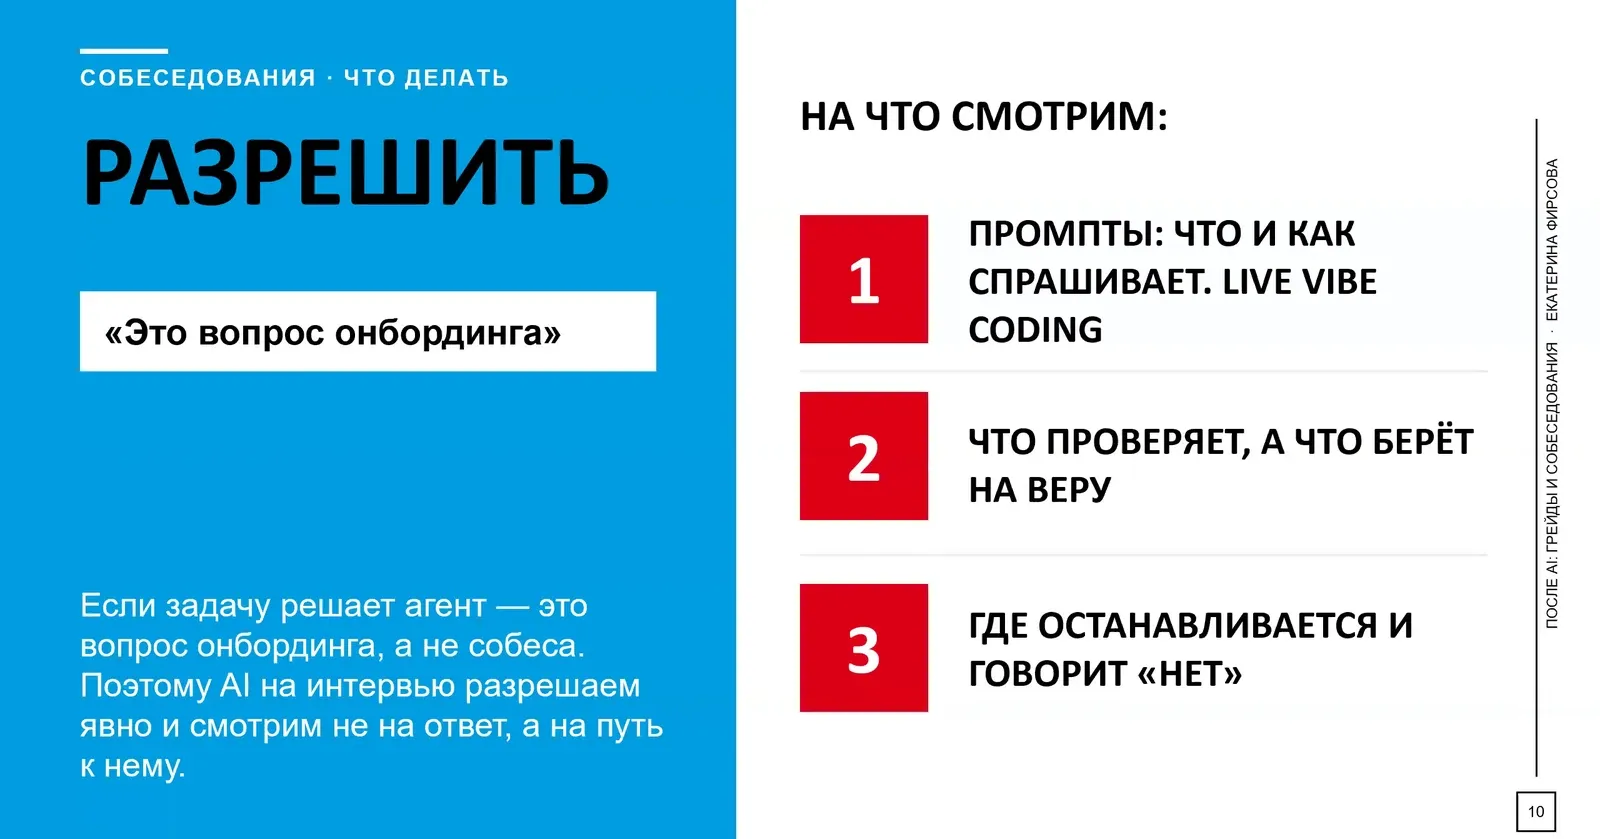 СОБЕСЕДОВАНИЯ · ЧТО ДЕЛАТЬ
РАЗРЕШИТЬ
«Это вопрос онбординга»
Если задачу решает агент — это
вопрос онбординга, а не собеса.
Поэтому AI на интервью разрешаем
явно и смотрим не на ответ, а на путь
к нему.
НА ЧТО СМОТРИМ:
1
ПРОМПТЫ: ЧТО И КАК
СПРАШИВАЕТ. LIVE VIBE
CODING
2
ЧТО ПРОВЕРЯЕТ, А ЧТО БЕРЁТ
НА ВЕРУ
3
ГДЕ ОСТАНАВЛИВАЕТСЯ И
ГОВОРИТ «НЕТ»
ПОСЛЕ AI: ГРЕЙДЫ И СОБЕСЕДОВАНИЯ · ЕКАТЕРИНА ФИРСОВА
10